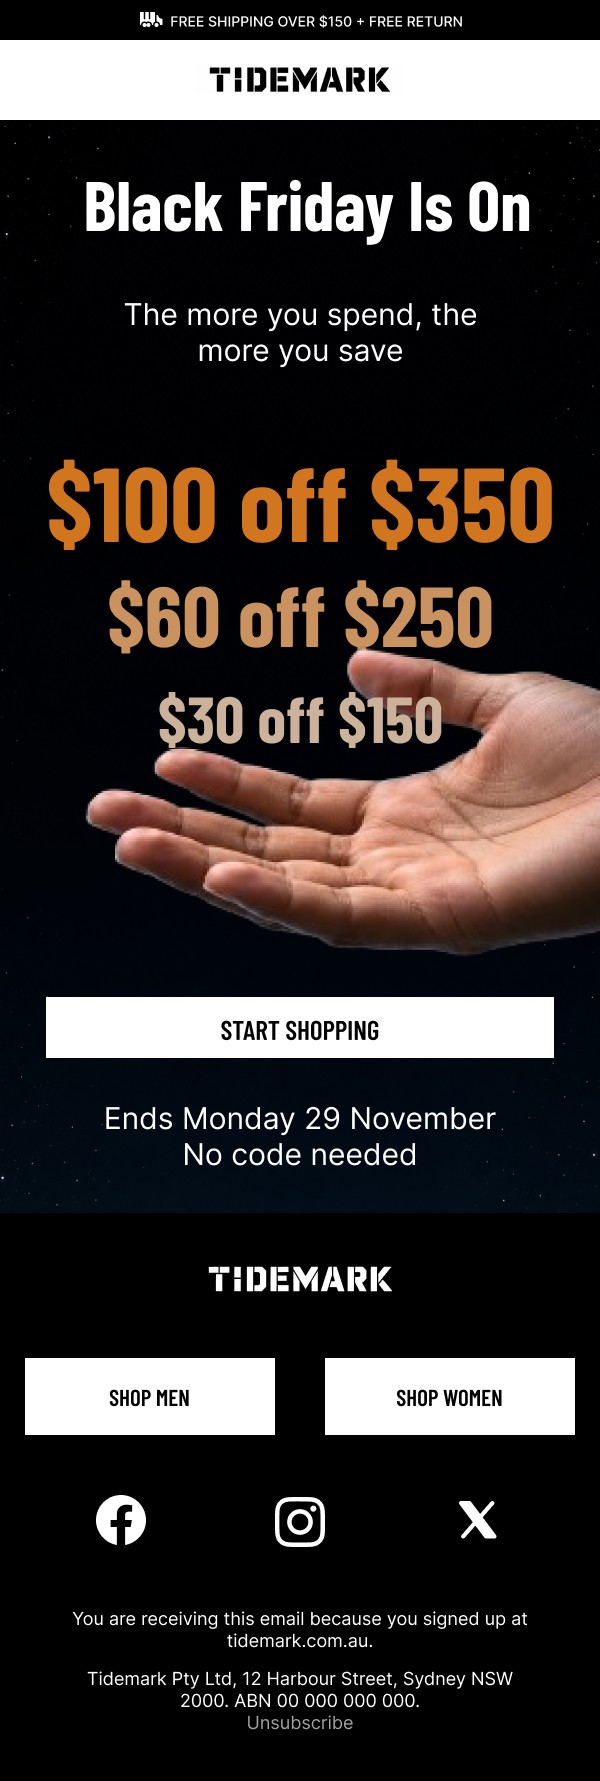 FREE SHIPPING OVER $150 + FREE RETURN
TIDEMARK
Black Friday Is On
The more you spend, the
more you save
$100 off $350
$60 off $250
$30 off $150
START SHOPPING
Ends Monday 29 November
No code needed
TIDEMARK
SHOP MEN
SHOP WOMEN
You are receiving this email because you signed up at
tidemark.com.au.
Tidemark Pty Ltd, 12 Harbour Street, Sydney NSW
2000. ABN 00 000 000 000.
Unsubscribe